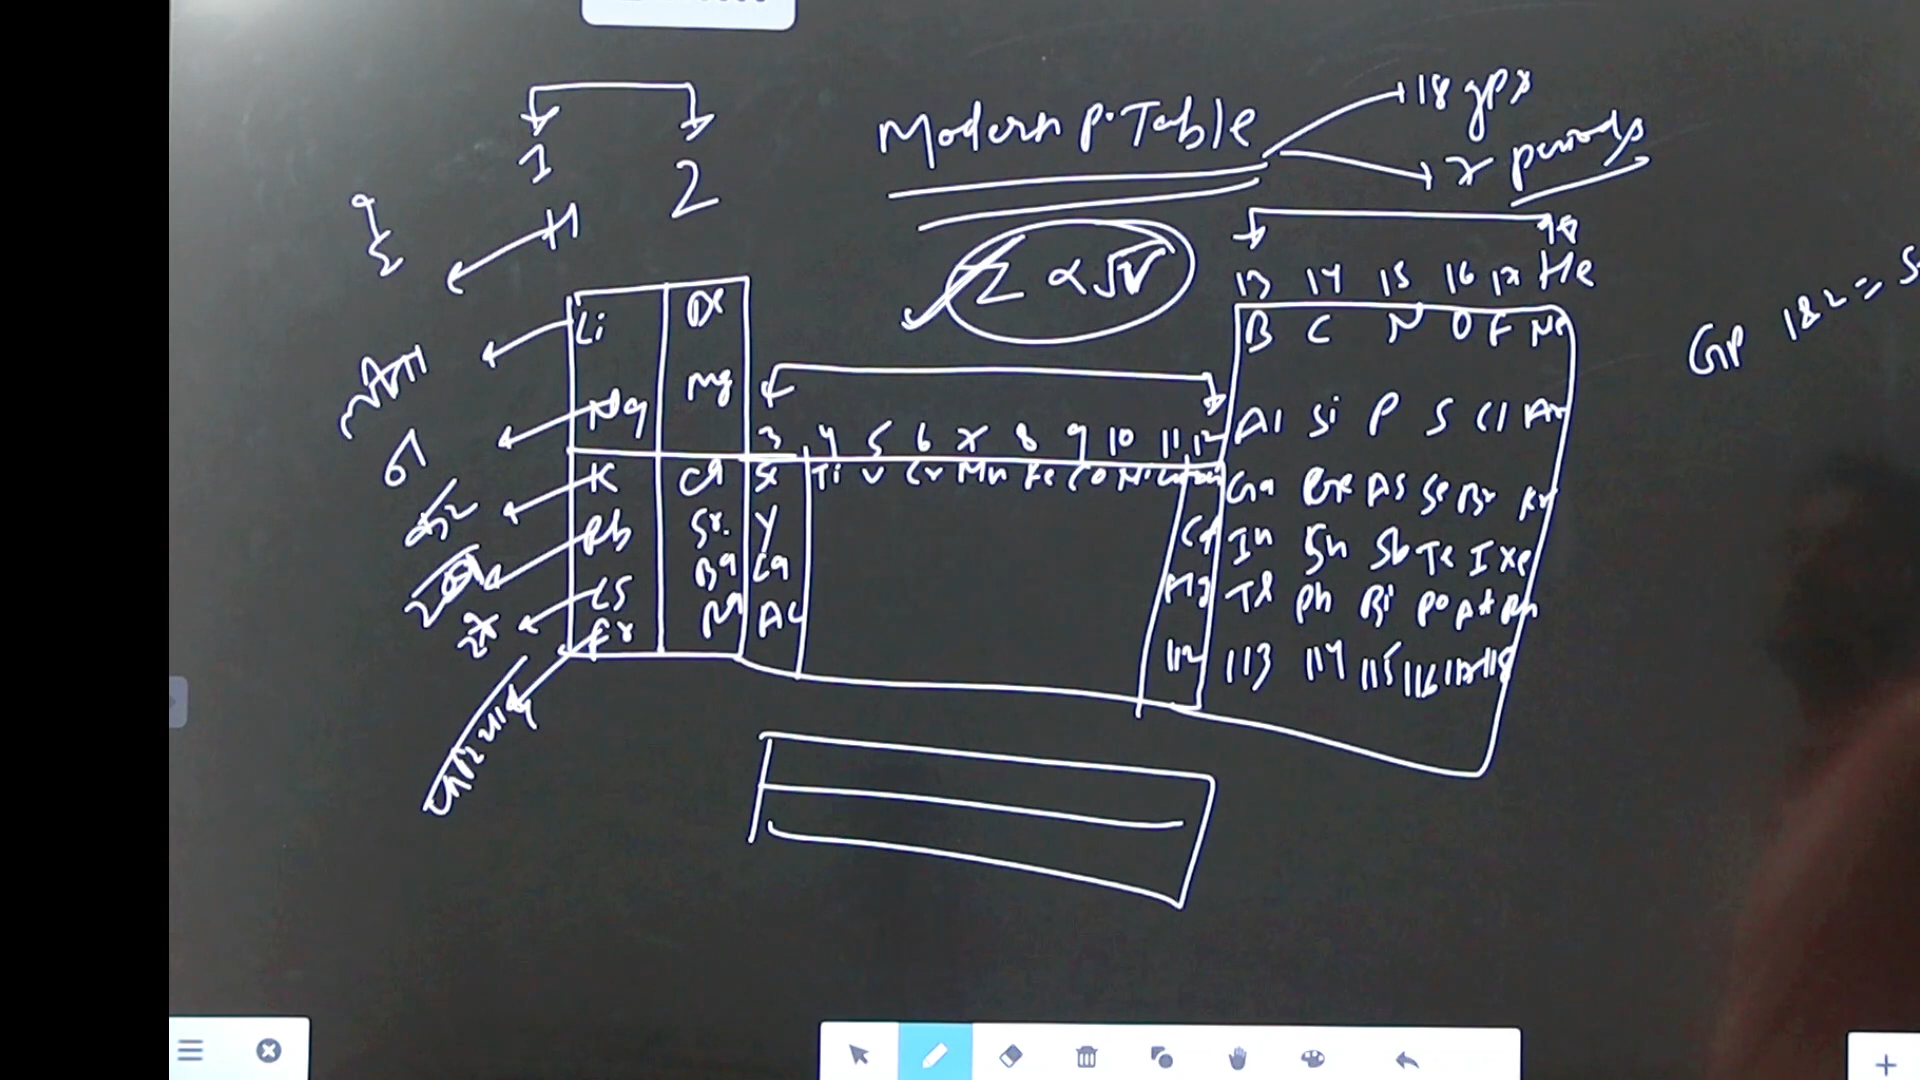 Modern P. Table
18 gps
7 periods
1 2
H
18
13 14 15 16 17 He
Z α √ν
Li Be B C N O F Ne
Na Mg Al Si P S Cl Ar
3 4 5 6 7 8 9 10 11 12
K Ca Sc Ti V Cr Mn Fe Co Ni Cu Zn Ga Ge As Se Br Kr
Rb Sr Y Cd In Sn Sb Te I Xe
Cs Ba La Hg Tl Pb Bi Po At Rn
Fr Ra Ac 112 113 114 115 116 117 118
GP 1 & 2 = S